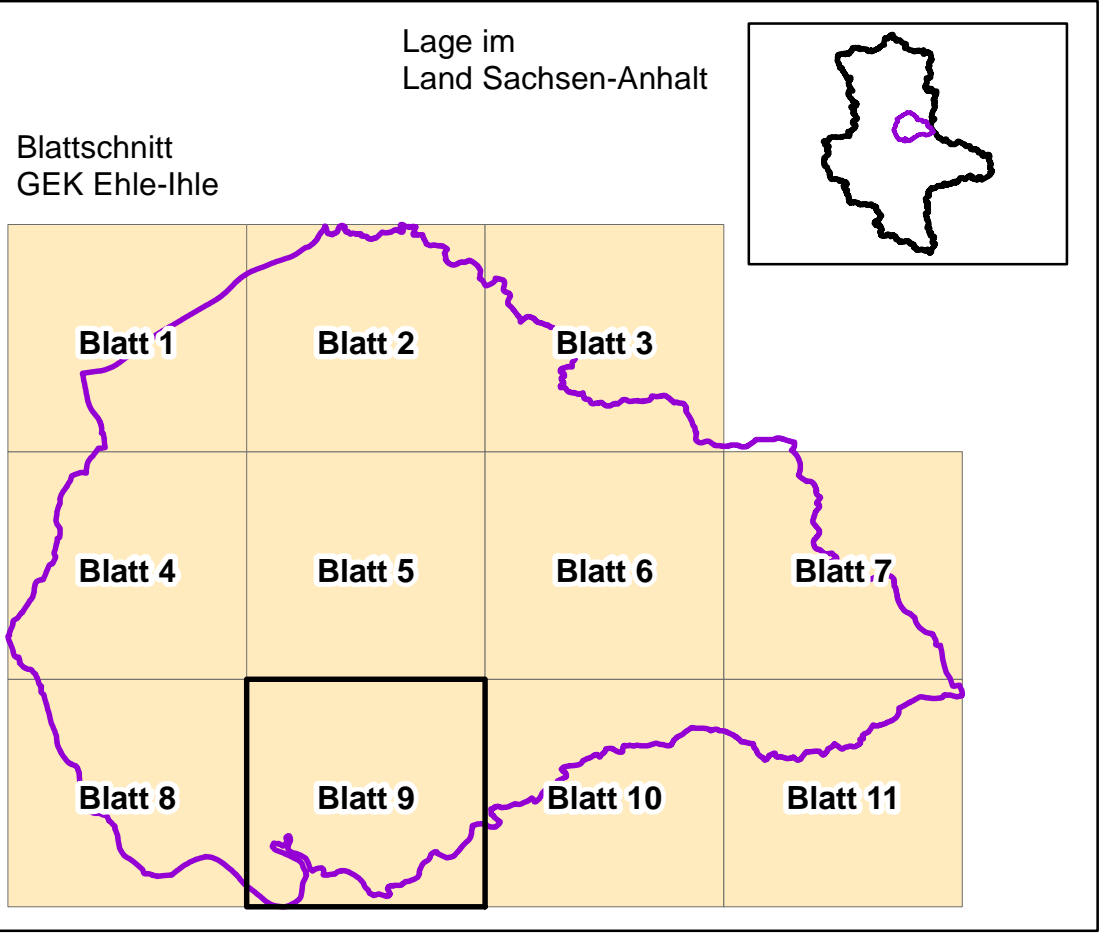 Lage im
Land Sachsen-Anhalt
Blattschnitt
GEK Ehle-Ihle
Blatt 1
Blatt 2
Blatt 3
Blatt 4
Blatt 5
Blatt 6
Blatt 7
Blatt 8
Blatt 9
Blatt 10
Blatt 11